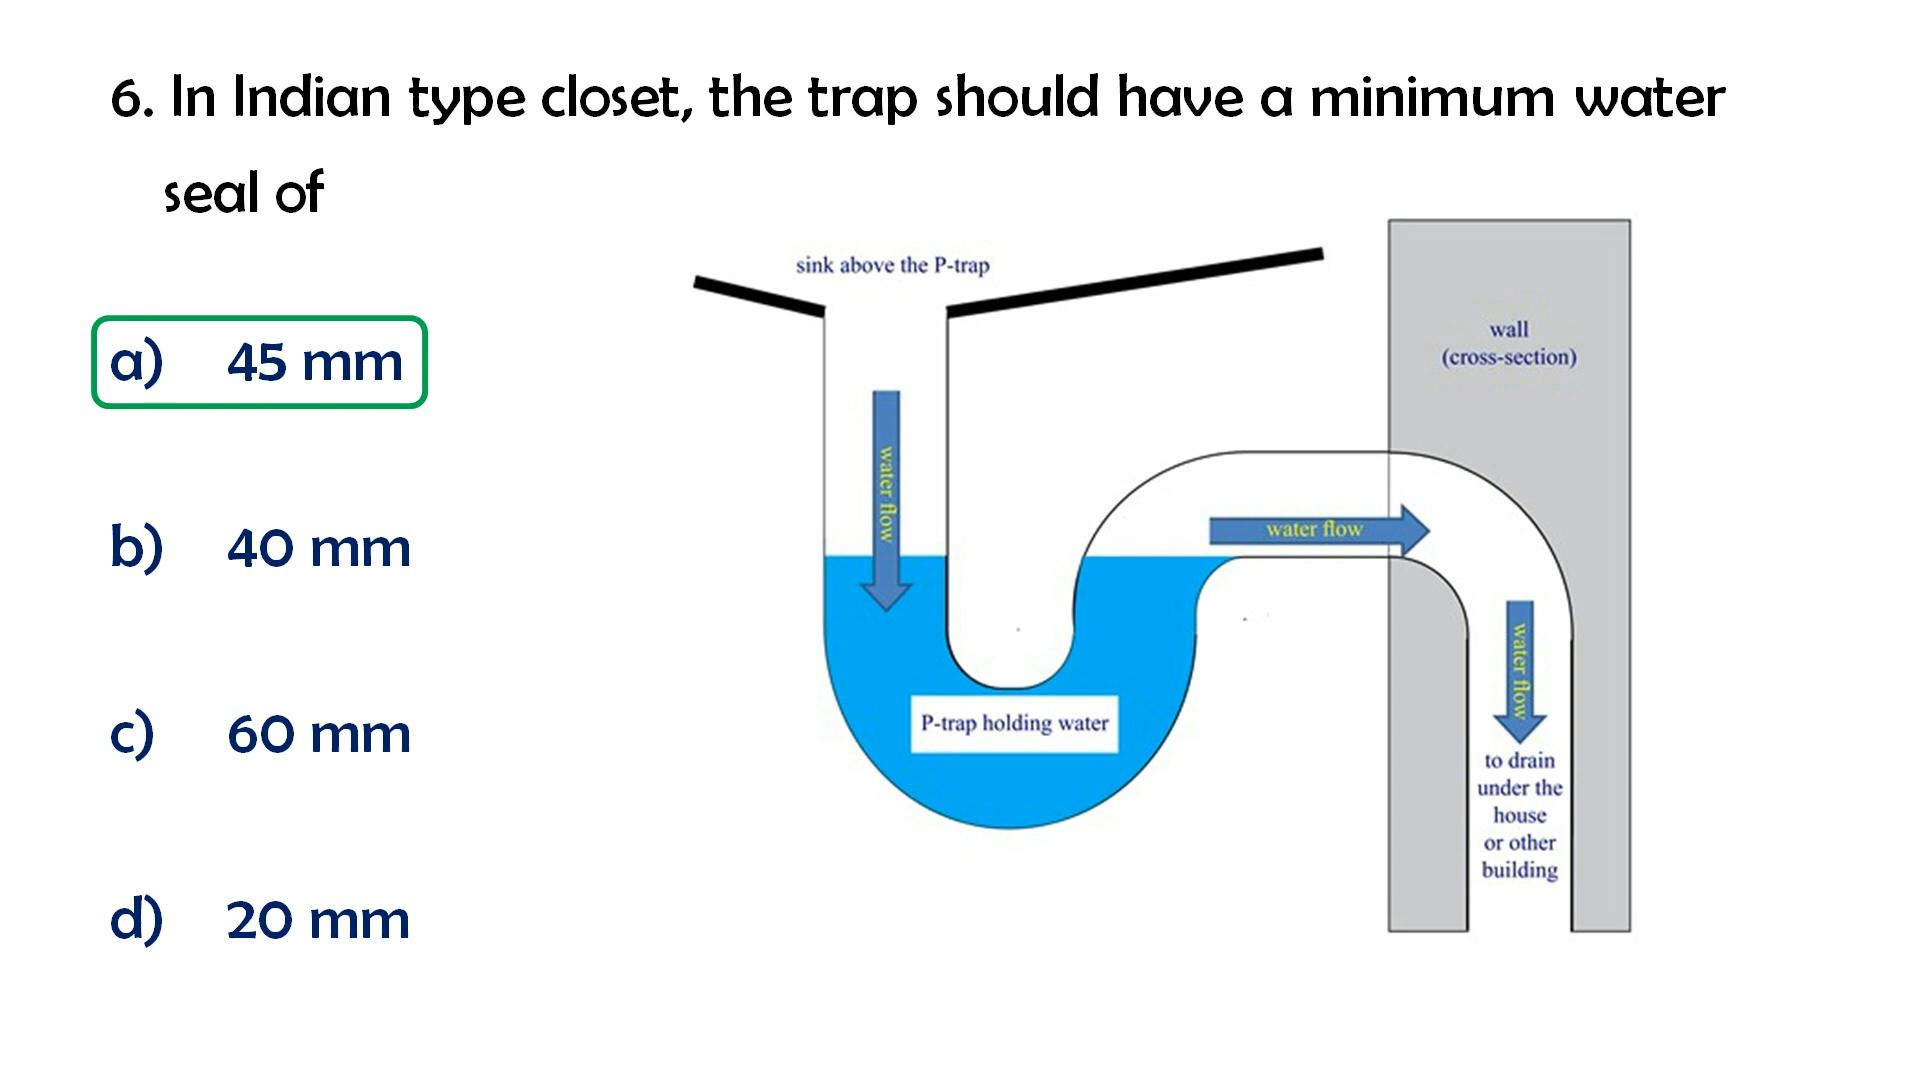 6. In Indian type closet, the trap should have a minimum water
seal of
a) 45 mm
b) 40 mm
c) 60 mm
d) 20 mm
sink above the P-trap
wall
(cross-section)
water flow
water flow
P-trap holding water
water flow
to drain
under the
house
or other
building